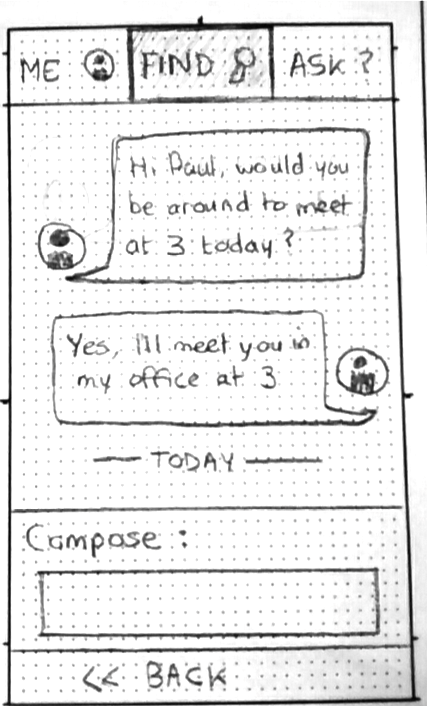 ME FIND ASK ?
Hi Paul, would you
be around to meet
at 3 today?
Yes, I'll meet you in
my office at 3
TODAY
Compose :
<< BACK